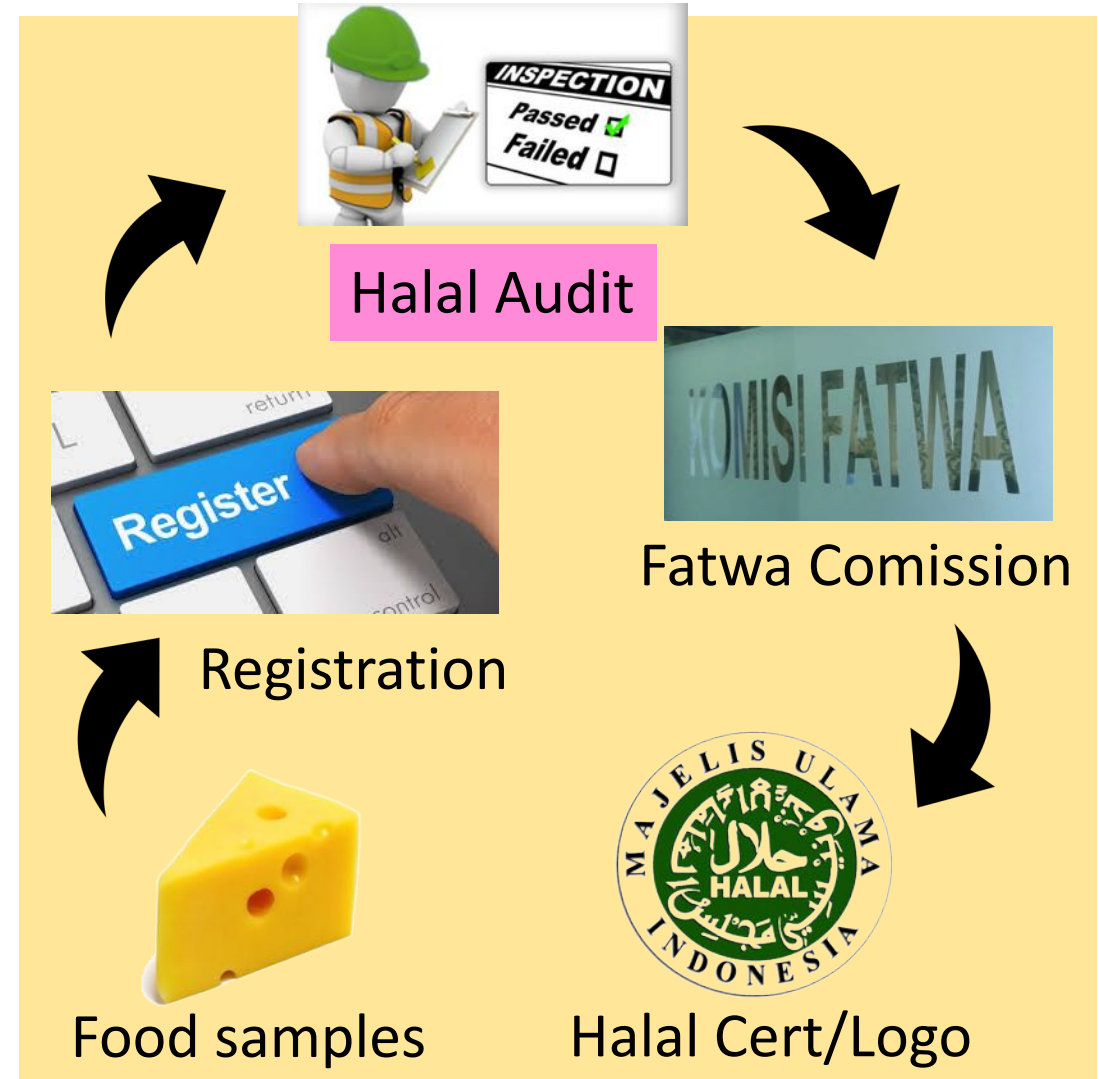 INSPECTION
Passed
Failed
Halal Audit
return
L
Register
alt
control
Registration
KOMISI FATWA
Fatwa Comission
Food samples
MAJELIS ULAMA
حلال
HALAL
INDONESIA
Halal Cert/Logo